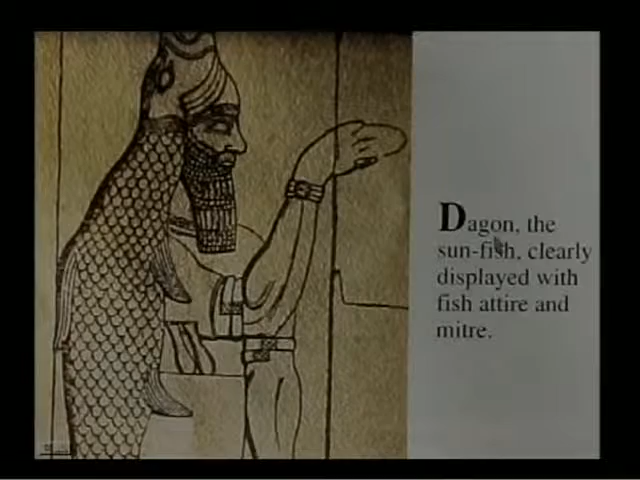 Dagon, the
sun-fish, clearly
displayed with
fish attire and
mitre.